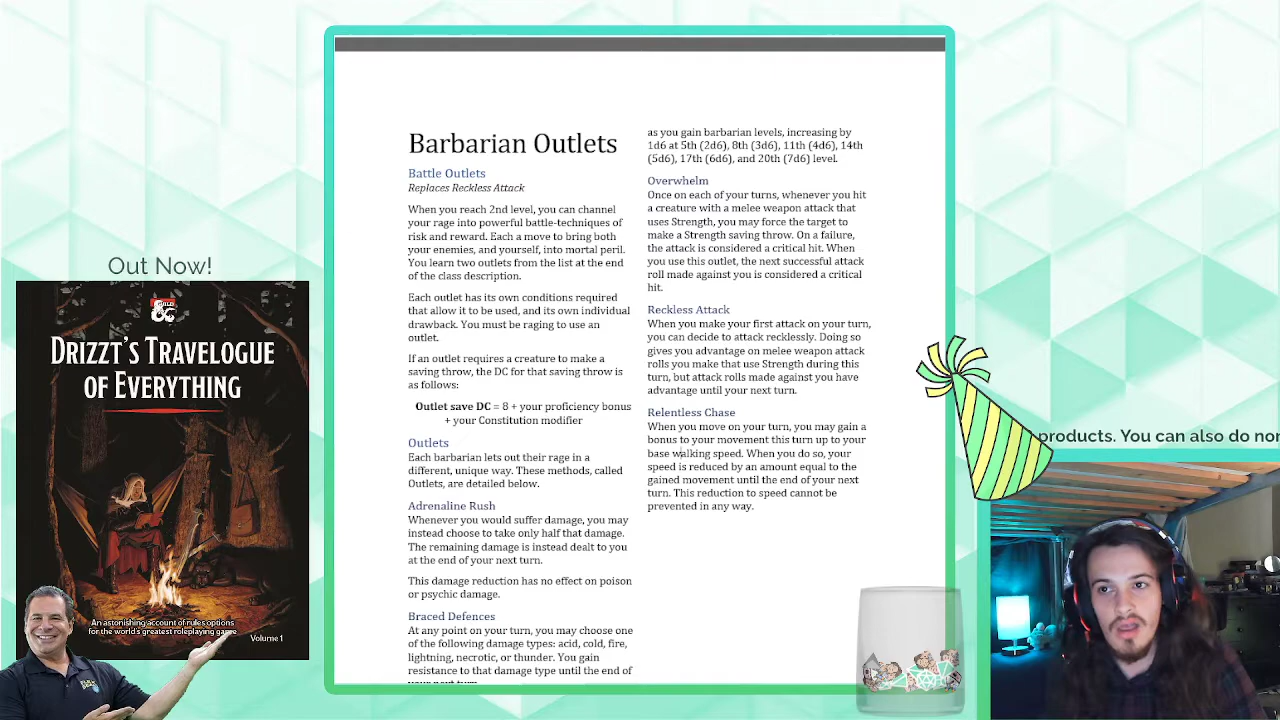 Out Now!
DRIZZT'S TRAVELOGUE
OF EVERYTHING
An astonishing account of rules options
for the world's greatest roleplaying game
Volume 1
Barbarian Outlets
Battle Outlets
Replaces Reckless Attack
When you reach 2nd level, you can channel
your rage into powerful battle-techniques of
risk and reward. Each a move to bring both
your enemies, and yourself, into mortal peril.
You learn two outlets from the list at the end
of the class description.
Each outlet has its own conditions required
that allow it to be used, and its own individual
drawback. You must be raging to use an
outlet.
If an outlet requires a creature to make a
saving throw, the DC for that saving throw is
as follows:
Outlet save DC = 8 + your proficiency bonus
+ your Constitution modifier
Outlets
Each barbarian lets out their rage in a
different, unique way. These methods, called
Outlets, are detailed below.
Adrenaline Rush
Whenever you would suffer damage, you may
instead choose to take only half that damage.
The remaining damage is instead dealt to you
at the end of your next turn.
This damage reduction has no effect on poison
or psychic damage.
Braced Defences
At any point on your turn, you may choose one
of the following damage types: acid, cold, fire,
lightning, necrotic, or thunder. You gain
resistance to that damage type until the end of
your next turn.
as you gain barbarian levels, increasing by
1d6 at 5th (2d6), 8th (3d6), 11th (4d6), 14th
(5d6), 17th (6d6), and 20th (7d6) level.
Overwhelm
Once on each of your turns, whenever you hit
a creature with a melee weapon attack that
uses Strength, you may force the target to
make a Strength saving throw. On a failure,
the attack is considered a critical hit. When
you use this outlet, the next successful attack
roll made against you is considered a critical
hit.
Reckless Attack
When you make your first attack on your turn,
you can decide to attack recklessly. Doing so
gives you advantage on melee weapon attack
rolls you make that use Strength during this
turn, but attack rolls made against you have
advantage until your next turn.
Relentless Chase
When you move on your turn, you may gain a
bonus to your movement this turn up to your
base walking speed. When you do so, your
speed is reduced by an amount equal to the
gained movement until the end of your next
turn. This reduction to speed cannot be
prevented in any way.
products. You can also do non